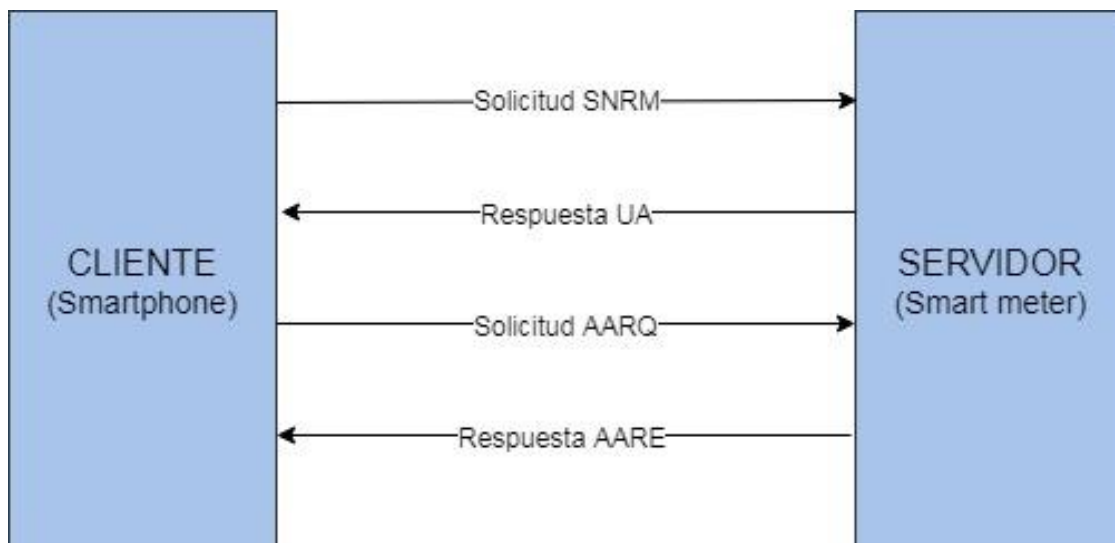 Solicitud SNRM
Respuesta UA
CLIENTE
(Smartphone)
SERVIDOR
(Smart meter)
Solicitud AARQ
Respuesta AARE